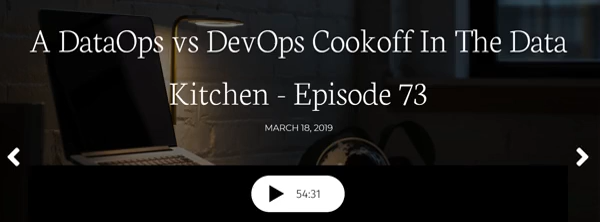 A DataOps vs DevOps Cookoff In The Data
Kitchen - Episode 73
MARCH 18, 2019
54:31